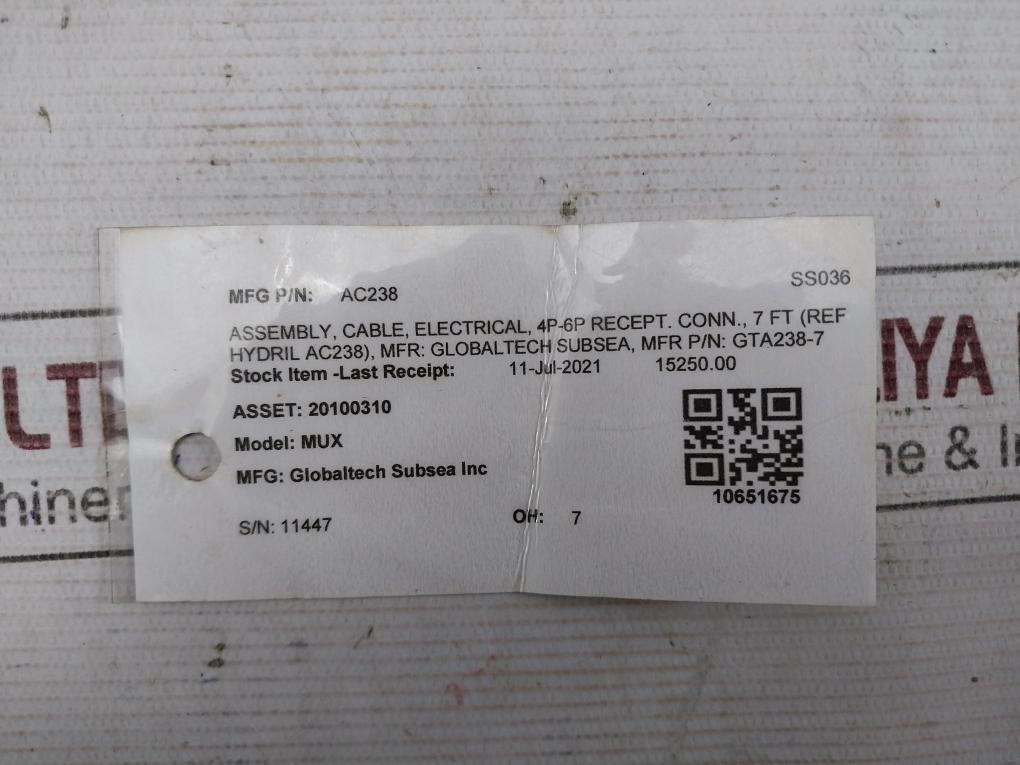 SS036
MFG P/N: AC238
ASSEMBLY, CABLE, ELECTRICAL, 4P-6P RECEPT. CONN., 7 FT (REF
HYDRIL AC238), MFR: GLOBALTECH SUBSEA, MFR P/N: GTA238-7
Stock Item -Last Receipt: 11-Jul-2021 15250.00
ASSET: 20100310
Model: MUX
MFG: Globaltech Subsea Inc
10651675
S/N: 11447 OH: 7
LT
IYA
hiner
ne & I